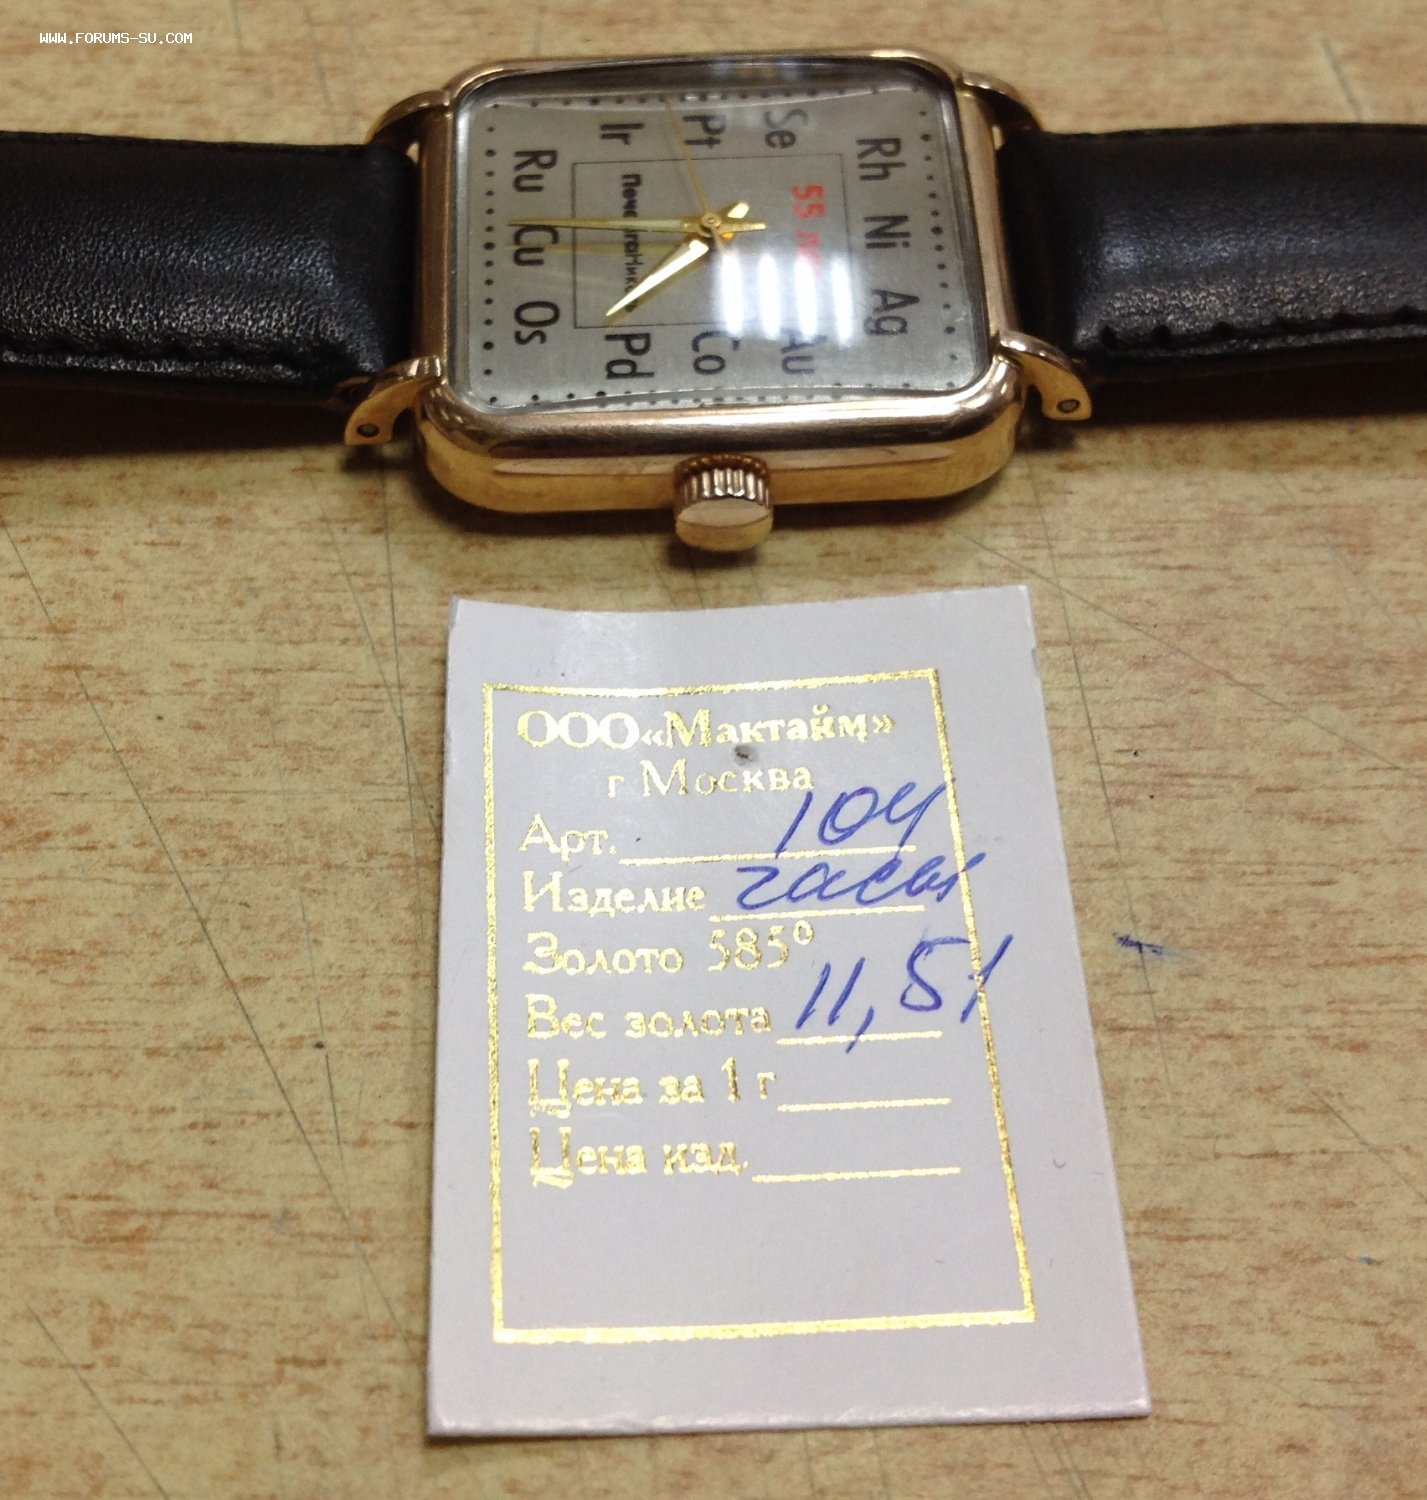 WWW.FORUMS-SU.COM
Rh Ni Ag
Se Au
55
Pt Co
Ir Pd
Ru Cu Os
ООО «Мактайм»
г Москва
Арт. 104
Изделие часы
Золото 585°
Вес золота 11,51
Цена за 1 г
Цена изд.